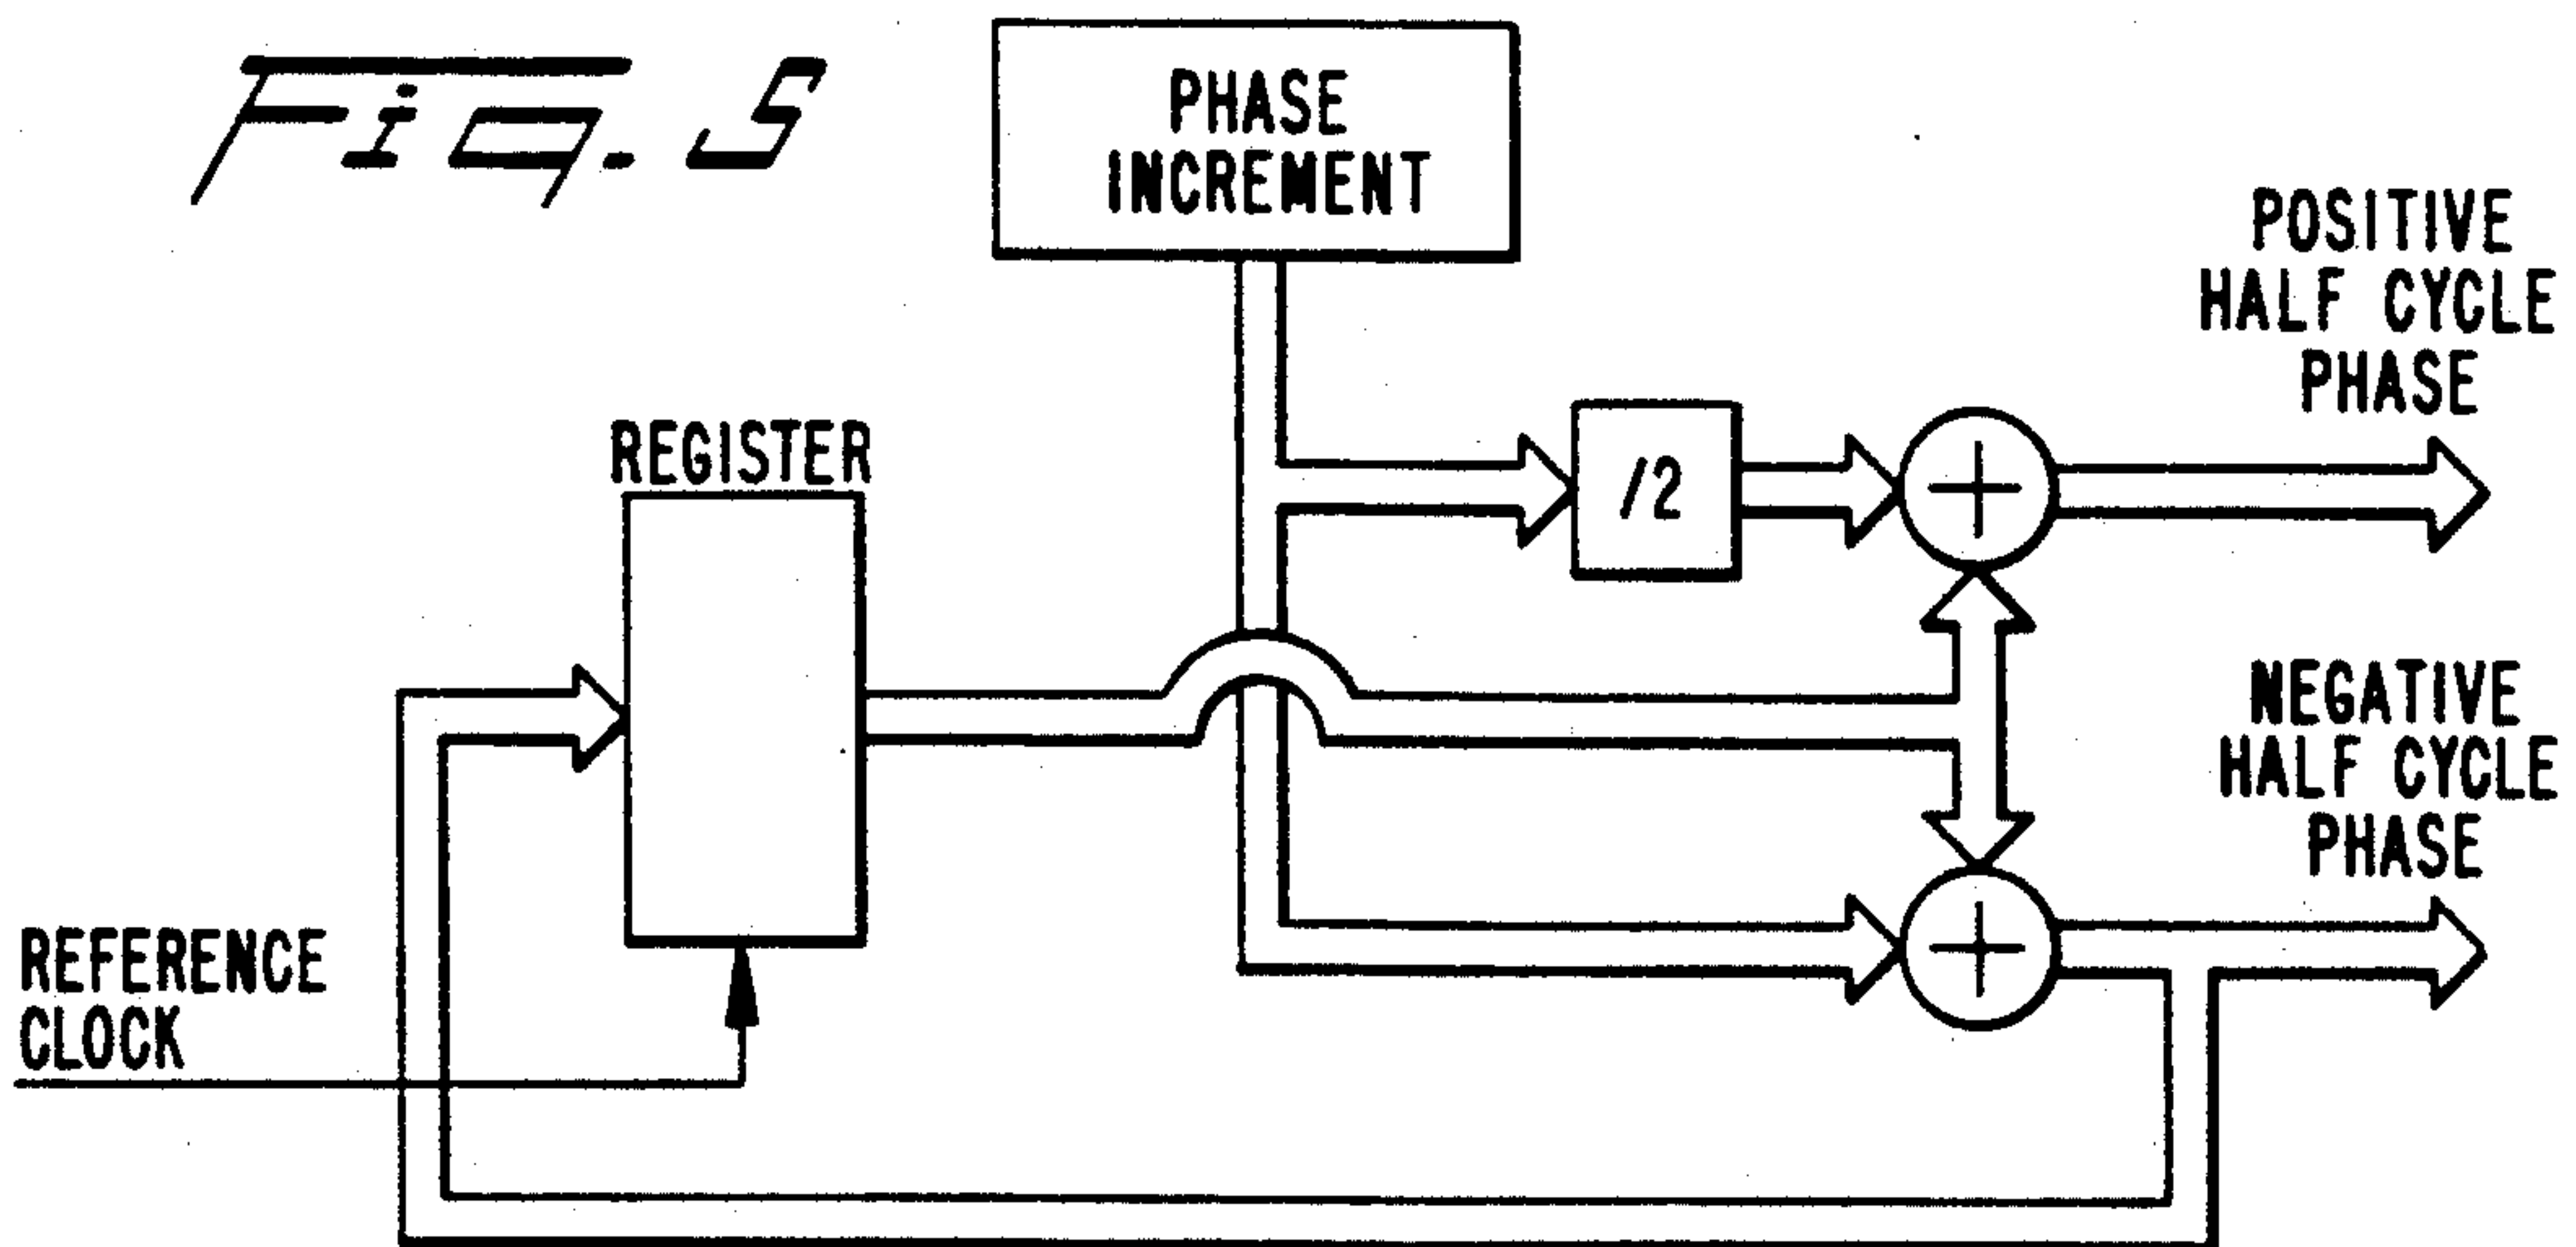 Fig. 5
PHASE
INCREMENT
POSITIVE
HALF CYCLE
PHASE
REGISTER
/2
+
NEGATIVE
HALF CYCLE
PHASE
+
REFERENCE
CLOCK